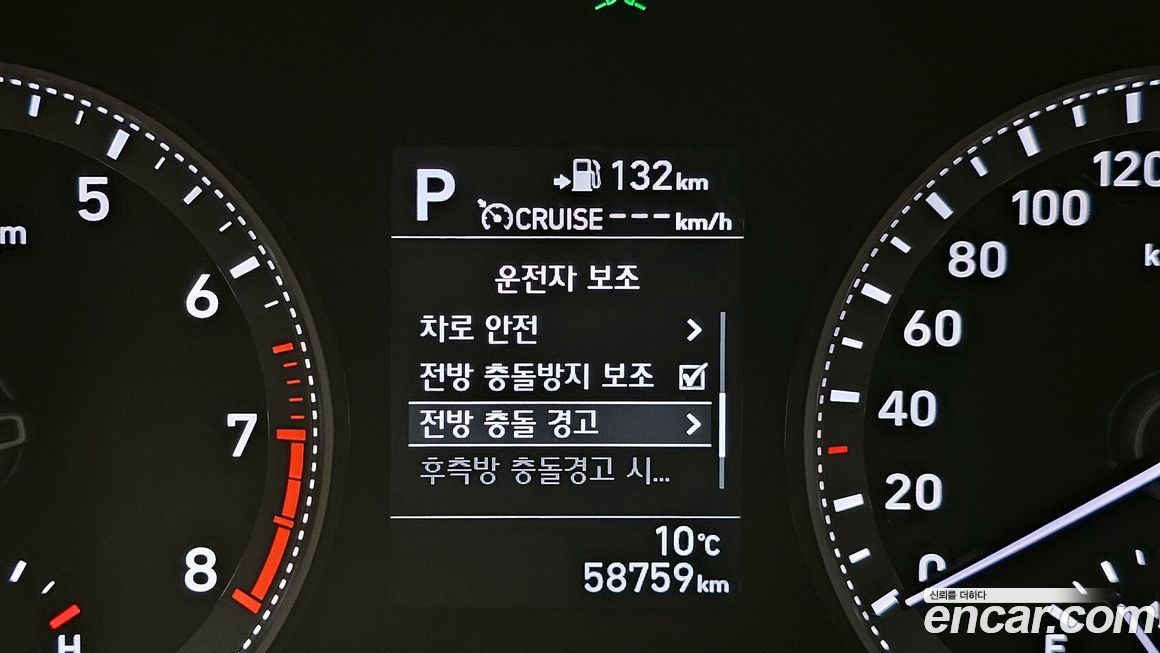 P
132km
CRUISE --- km/h
운전자 보조
차로 안전
전방 충돌방지 보조
전방 충돌 경고
후측방 충돌경고 시...
10℃
58759km
5
6
7
8
m
H
120
100
80
60
40
20
0
k
E
신뢰를 더하다
encar.com